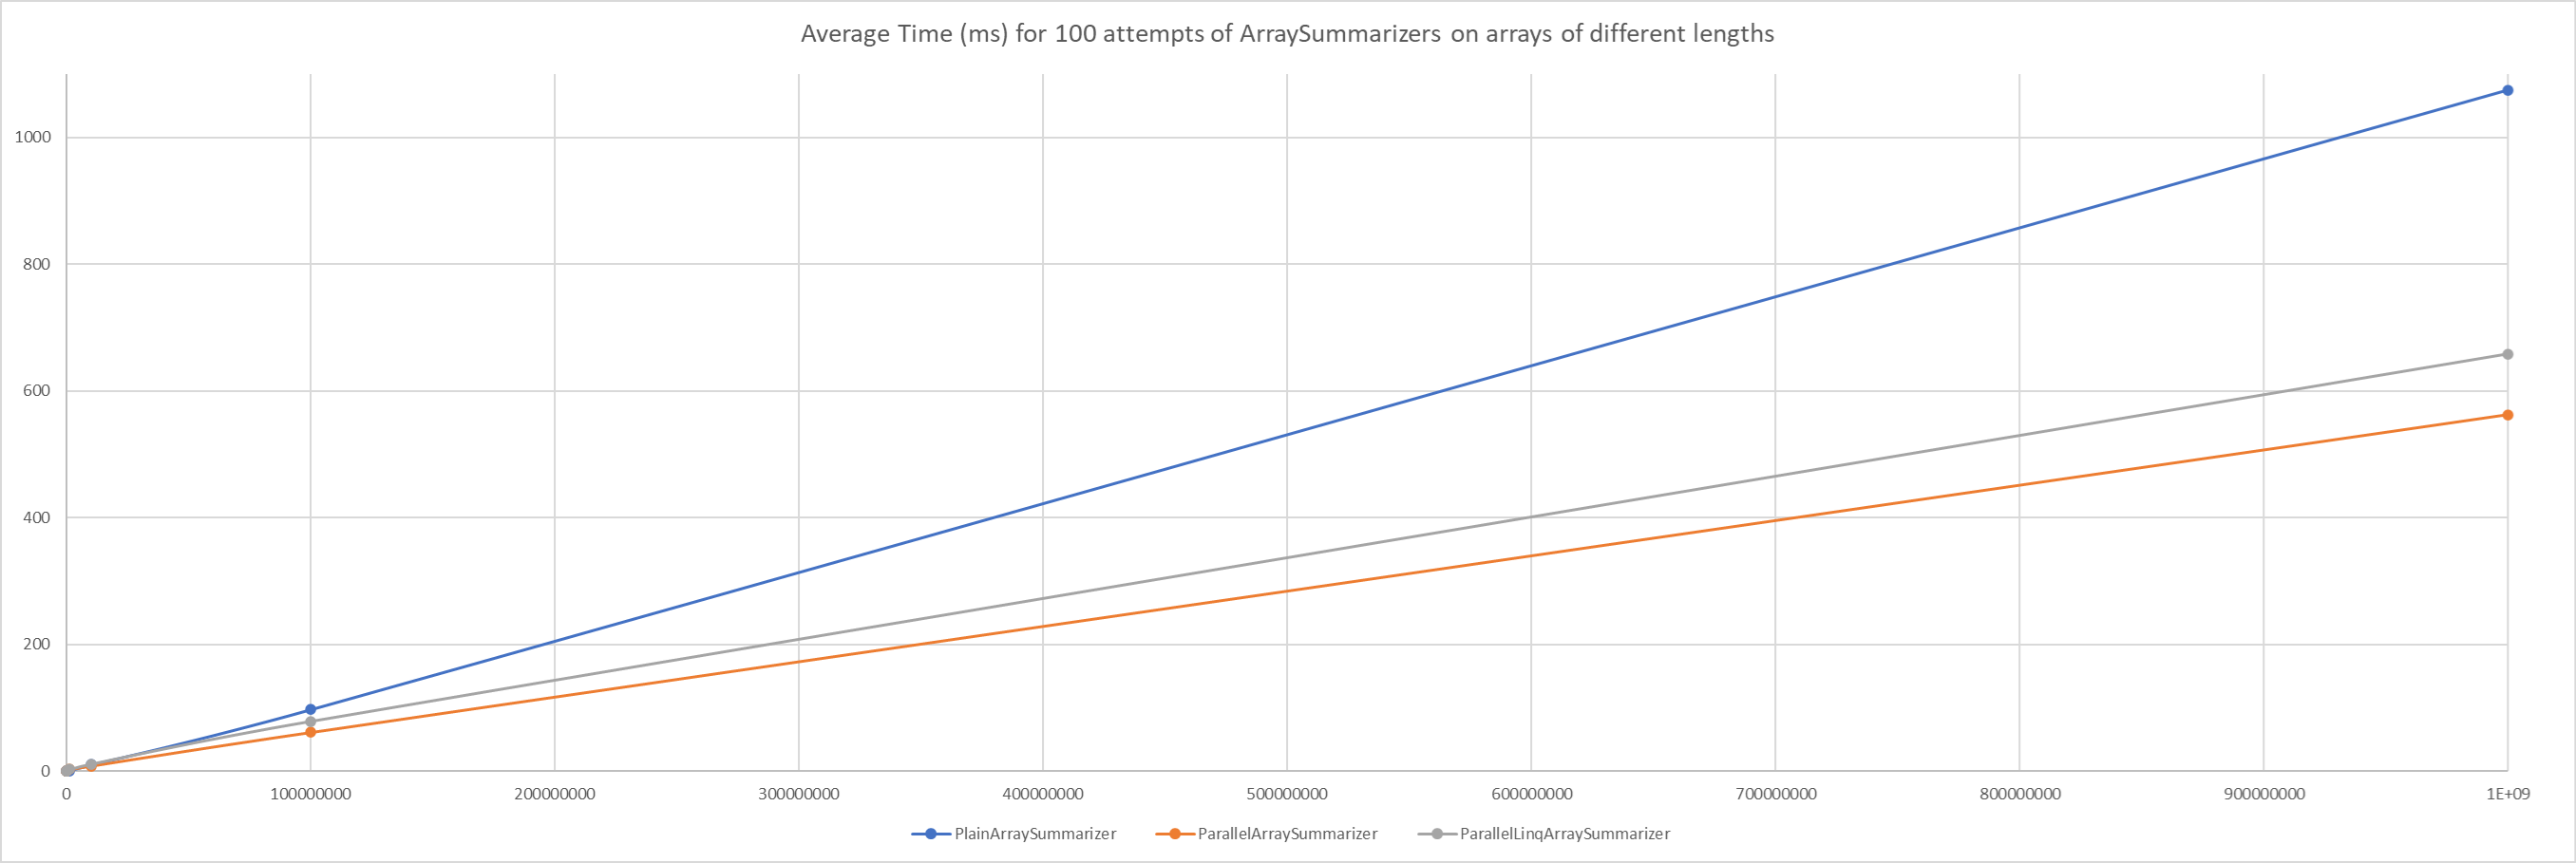 Average Time (ms) for 100 attempts of ArraySummarizers on arrays of different lengths
1000
800
600
400
200
0
0 100000000 200000000 300000000 400000000 500000000 600000000 700000000 800000000 900000000 1E+09
PlainArraySummarizer ParallelArraySummarizer ParallelLinqArraySummarizer